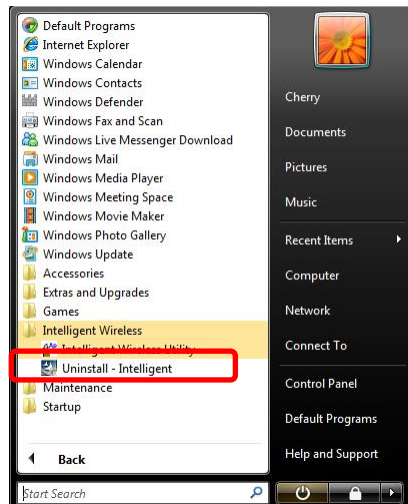 Default Programs
Internet Explorer
Windows Calendar
Windows Contacts
Windows Defender
Windows Fax and Scan
Windows Live Messenger Download
Windows Mail
Windows Media Player
Windows Meeting Space
Windows Movie Maker
Windows Photo Gallery
Windows Update
Accessories
Extras and Upgrades
Games
Intelligent Wireless
Intelligent Wireless Utility
Uninstall - Intelligent
Maintenance
Startup
Back
Start Search
Cherry
Documents
Pictures
Music
Recent Items
Computer
Network
Connect To
Control Panel
Default Programs
Help and Support